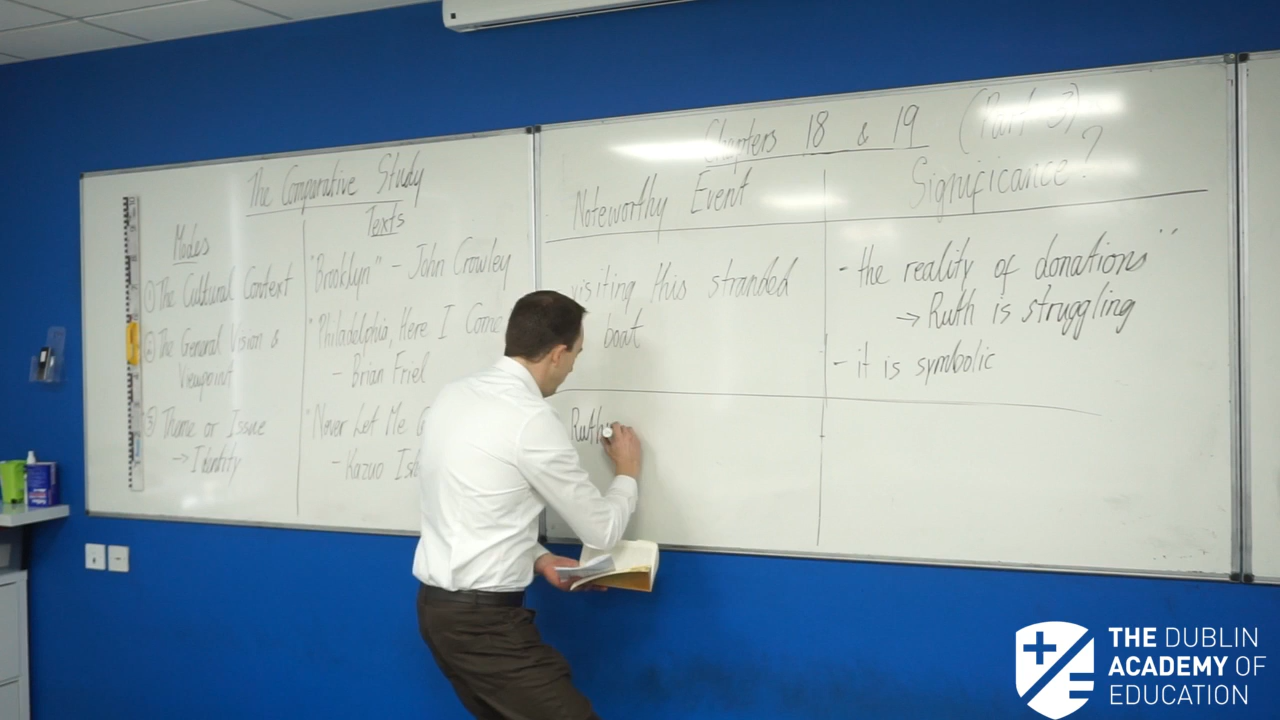 The Comparative Study
Texts
Modes
① The Cultural Context
② The General Vision &
Viewpoint
③ Theme or Issue
→ Identity
"Brooklyn" - John Crowley
"Philadelphia, Here I Come
- Brian Friel
"Never Let Me G
- Kazuo Ish
Chapters 18 & 19 (Part 3)
Noteworthy Event
Significance?
visiting this stranded
boat
- the reality of donations"
→ Ruth is struggling
- it is symbolic
Ruth
THE DUBLIN
ACADEMY OF
EDUCATION